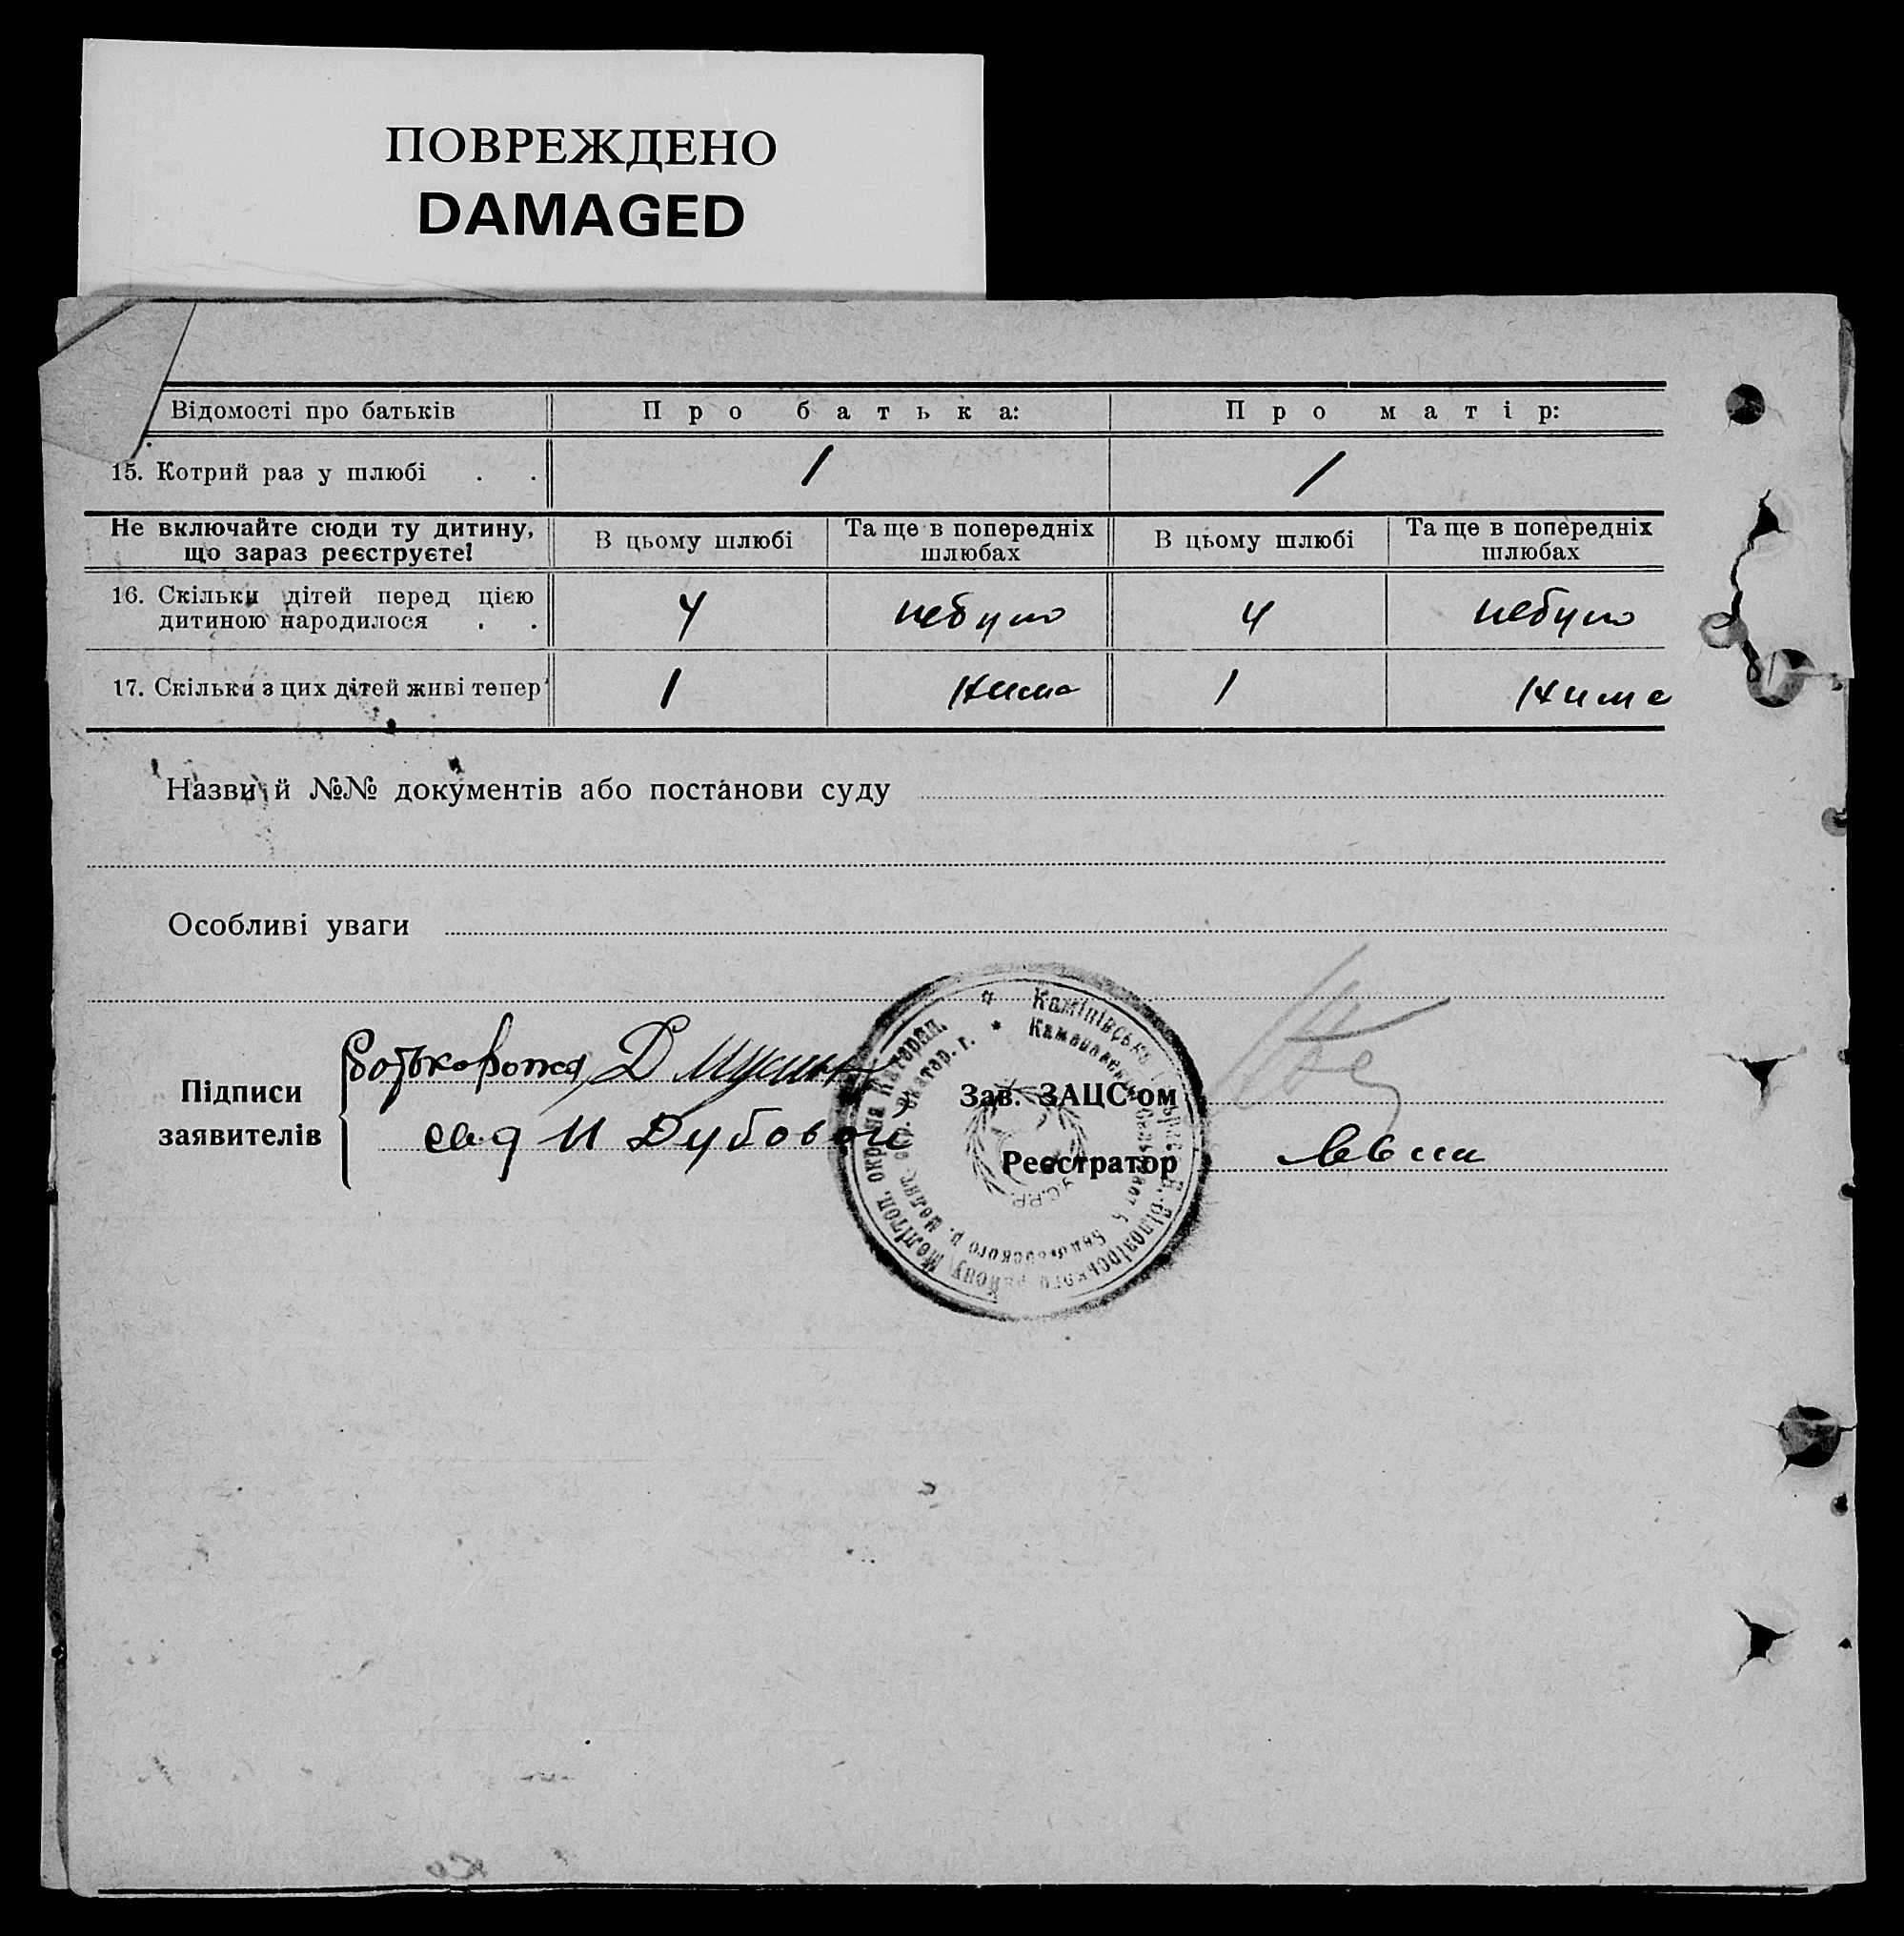 ПОВРЕЖДЕНО
DAMAGED
Відомості про батьків
Про батька:
Про матір:
15. Котрий раз у шлюбі . .
1
1
Не включайте сюди ту дитину,
що зараз реєструєте!
В цьому шлюбі
Та ще в попередніх
шлюбах
В цьому шлюбі
Та ще в попередніх
шлюбах
16. Скільки дітей перед цією
дитиною народилося . .
4
небуло
4
небуло
17. Скільки з цих дітей живі тепер
1
Нима
1
Нима
Назви й №№ документів або постанови суду
Особливі уваги
Підписи
заявителів
Д
И Дубовой
Зав. ЗАЦС-ом
Реєстратор
У.С.Р.Р.